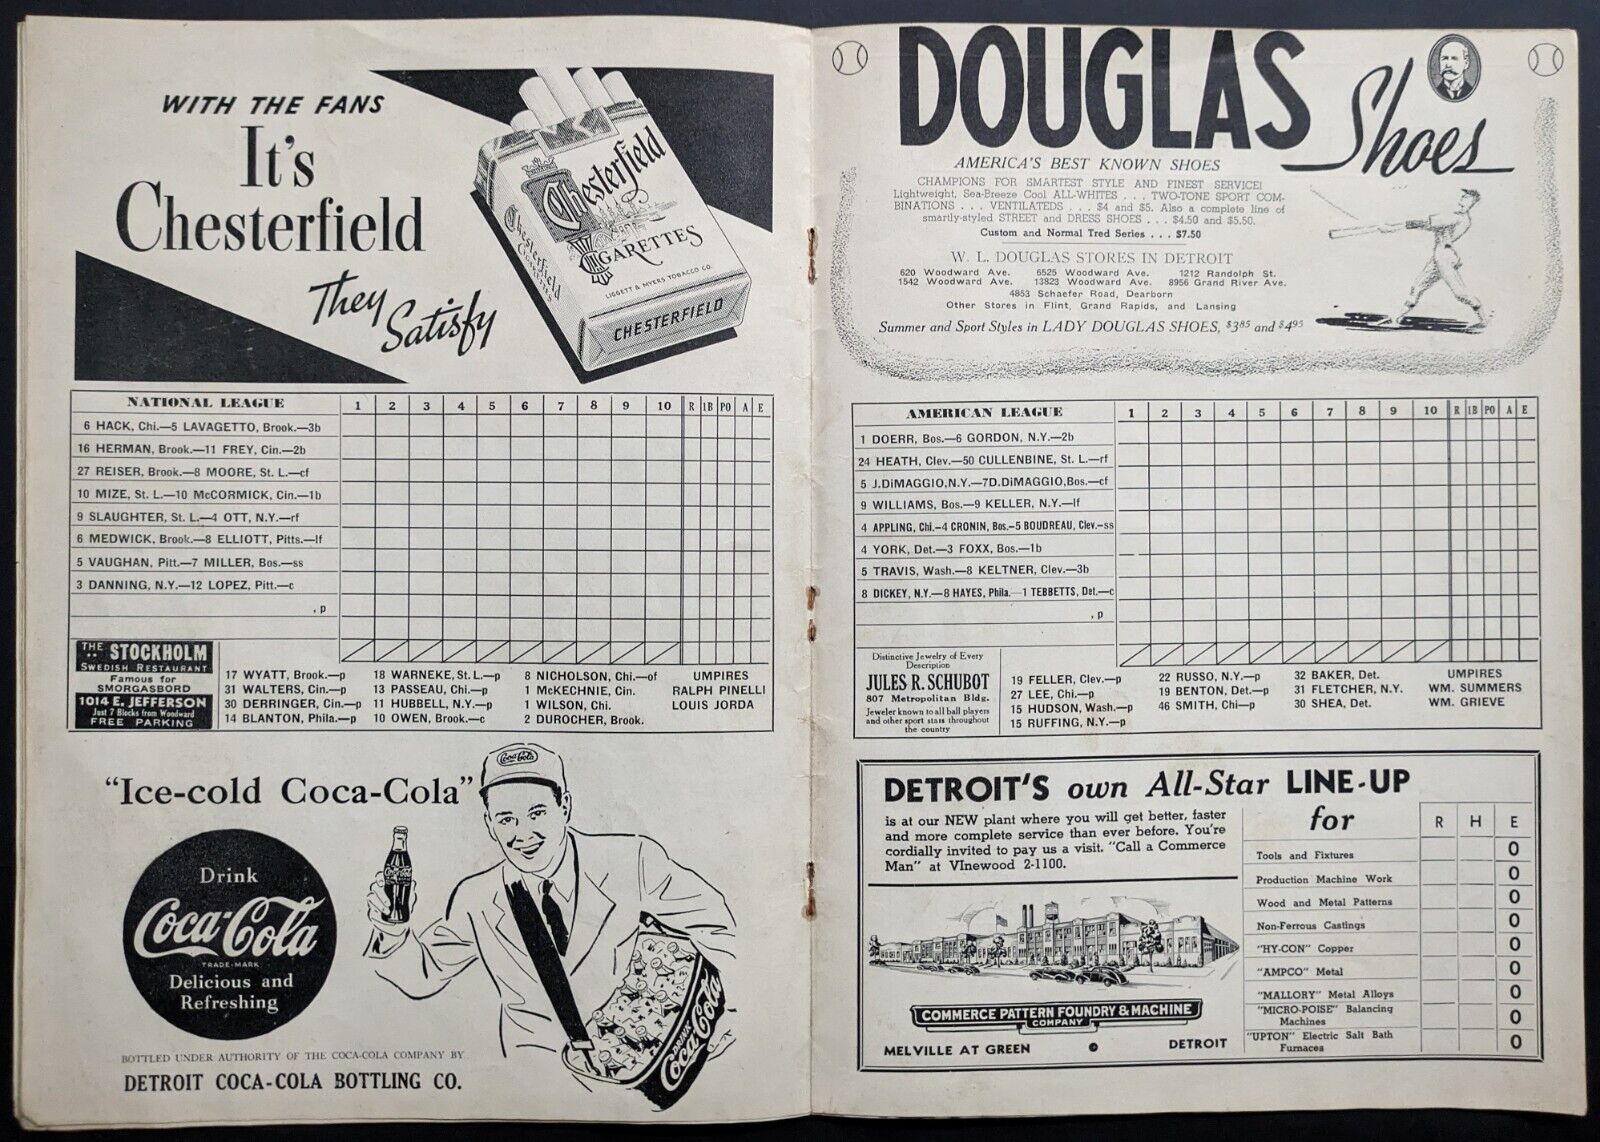 WITH THE FANS
It's
Chesterfield
They
Satisfy
Chesterfield
CIGARETTES
LIGGETT & MYERS TOBACCO CO.
CHESTERFIELD
Chesterfield
Cigarettes
NATIONAL LEAGUE 1 2 3 4 5 6 7 8 9 10 R 1B PO A E
6 HACK, Chi.—5 LAVAGETTO, Brook.—3b
16 HERMAN, Brook.—11 FREY, Cin.—2b
27 REISER, Brook.—8 MOORE, St. L.—cf
10 MIZE, St. L.—10 McCORMICK, Cin.—1b
9 SLAUGHTER, St. L.—4 OTT, N.Y.—rf
6 MEDWICK, Brook.—8 ELLIOTT, Pitts.—lf
5 VAUGHAN, Pitt.—7 MILLER, Bos.—ss
3 DANNING, N.Y.—12 LOPEZ, Pitt.—c
, p
THE STOCKHOLM
SWEDISH RESTAURANT
Famous for
SMORGASBORD
1014 E. JEFFERSON
Just 7 Blocks from Woodward
FREE PARKING
17 WYATT, Brook.—p 18 WARNEKE, St. L.—p 8 NICHOLSON, Chi.—of UMPIRES
31 WALTERS, Cin.—p 13 PASSEAU, Chi.—p 1 McKECHNIE, Cin. RALPH PINELLI
30 DERRINGER, Cin.—p 11 HUBBELL, N.Y.—p 1 WILSON, Chi. LOUIS JORDA
14 BLANTON, Phila.—p 10 OWEN, Brook.—c 2 DUROCHER, Brook.
"Ice-cold Coca-Cola"
Coca-Cola
Drink
Coca-Cola
TRADE-MARK
Delicious and
Refreshing
DRINK
Coca-Cola
BOTTLED UNDER AUTHORITY OF THE COCA-COLA COMPANY BY
DETROIT COCA-COLA BOTTLING CO.
DOUGLAS
Shoes
AMERICA'S BEST KNOWN SHOES
CHAMPIONS FOR SMARTEST STYLE AND FINEST SERVICE!
Lightweight, Sea-Breeze Cool ALL-WHITES . . . TWO-TONE SPORT COM-
BINATIONS . . . VENTILATEDS . . . $4 and $5. Also a complete line of
smartly-styled STREET and DRESS SHOES . . . $4.50 and $5.50.
Custom and Normal Tred Series . . . $7.50
W. L. DOUGLAS STORES IN DETROIT
620 Woodward Ave. 6525 Woodward Ave. 1212 Randolph St.
1542 Woodward Ave. 13823 Woodward Ave. 8956 Grand River Ave.
4853 Schaefer Road, Dearborn
Other Stores in Flint, Grand Rapids, and Lansing
Summer and Sport Styles in LADY DOUGLAS SHOES, $3.85 and $4.95
AMERICAN LEAGUE 1 2 3 4 5 6 7 8 9 10 R 1B PO A E
1 DOERR, Bos.—6 GORDON, N.Y.—2b
24 HEATH, Clev.—50 CULLENBINE, St. L.—rf
5 J.DiMAGGIO,N.Y.—7D.DiMAGGIO,Bos.—cf
9 WILLIAMS, Bos.—9 KELLER, N.Y.—lf
4 APPLING, Chi.—4 CRONIN, Bos.—5 BOUDREAU, Clev.—ss
4 YORK, Det.—3 FOXX, Bos.—1b
5 TRAVIS, Wash.—8 KELTNER, Clev.—3b
8 DICKEY, N.Y.—8 HAYES, Phila.—1 TEBBETTS, Det.—c
, p
Distinctive Jewelry of Every
Description
JULES R. SCHUBOT
807 Metropolitan Bldg.
Jeweler known to all ball players
and other sport stars throughout
the country
19 FELLER, Clev.—p 22 RUSSO, N.Y.—p 32 BAKER, Det. UMPIRES
27 LEE, Chi.—p 19 BENTON, Det.—p 31 FLETCHER, N.Y. WM. SUMMERS
15 HUDSON, Wash.—p 46 SMITH, Chi—p 30 SHEA, Det. WM. GRIEVE
15 RUFFING, N.Y.—p
DETROIT'S own All-Star LINE-UP
for
is at our NEW plant where you will get better, faster
and more complete service than ever before. You're
cordially invited to pay us a visit. "Call a Commerce
Man" at VInewood 2-1100.
COMMERCE PATTERN FOUNDRY & MACHINE
COMPANY
MELVILLE AT GREEN DETROIT
R H E
Tools and Fixtures 0
Production Machine Work 0
Wood and Metal Patterns 0
Non-Ferrous Castings 0
"HY-CON" Copper 0
"AMPCO" Metal 0
"MALLORY" Metal Alloys 0
"MICRO-POISE" Balancing
Machines 0
"UPTON" Electric Salt Bath
Furnaces 0